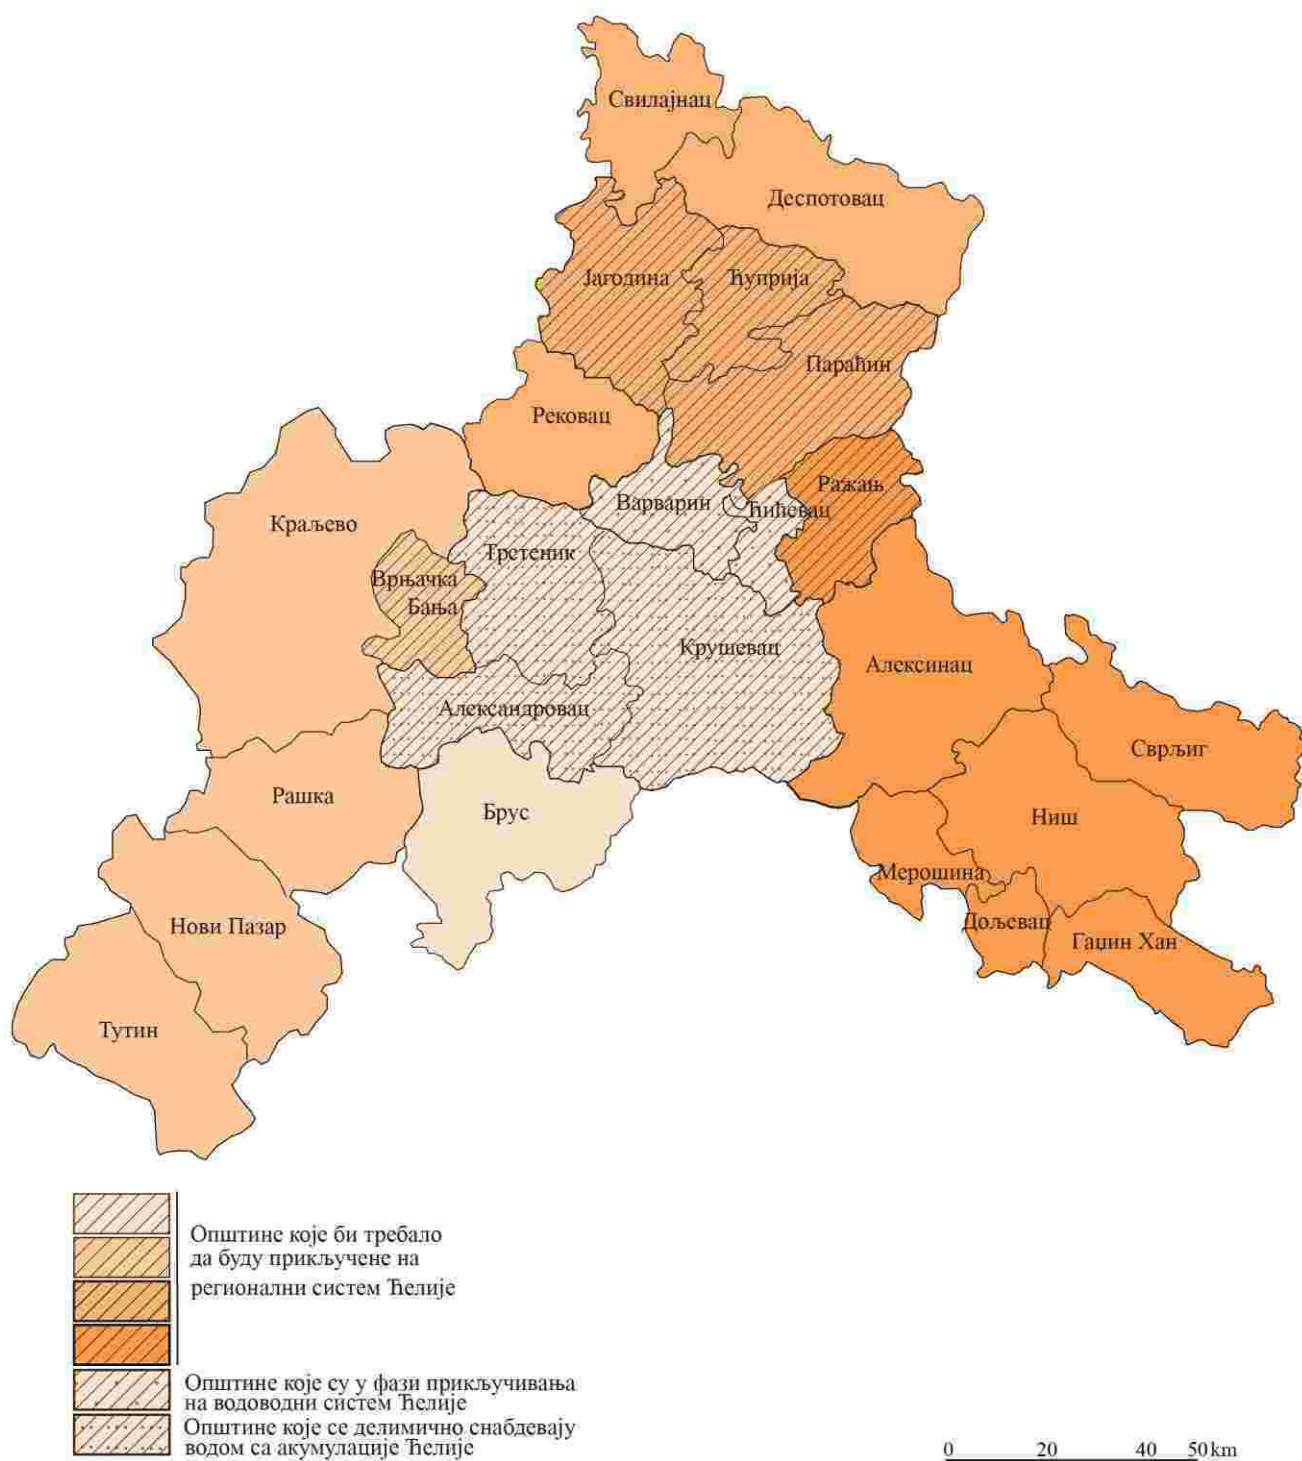 Свилајнац
Деспотовац
Јагодина
Ћуприја
Параћин
Рековац
Ражањ
Варварин
Ћићевац
Краљево
Трстеник
Врњачка
Бања
Крушевац
Алексинац
Александровац
Сврљиг
Рашка
Брус
Ниш
Мерошина
Нови Пазар
Дољевац
Гаџин Хан
Тутин
Општине које би требало
да буду прикључене на
регионални систем Ћелије
Општине које су у фази прикључивања
на водоводни систем Ћелије
Општине које се делимично снабдевају
водом са акумулације Ћелије
0 20 40 50 km